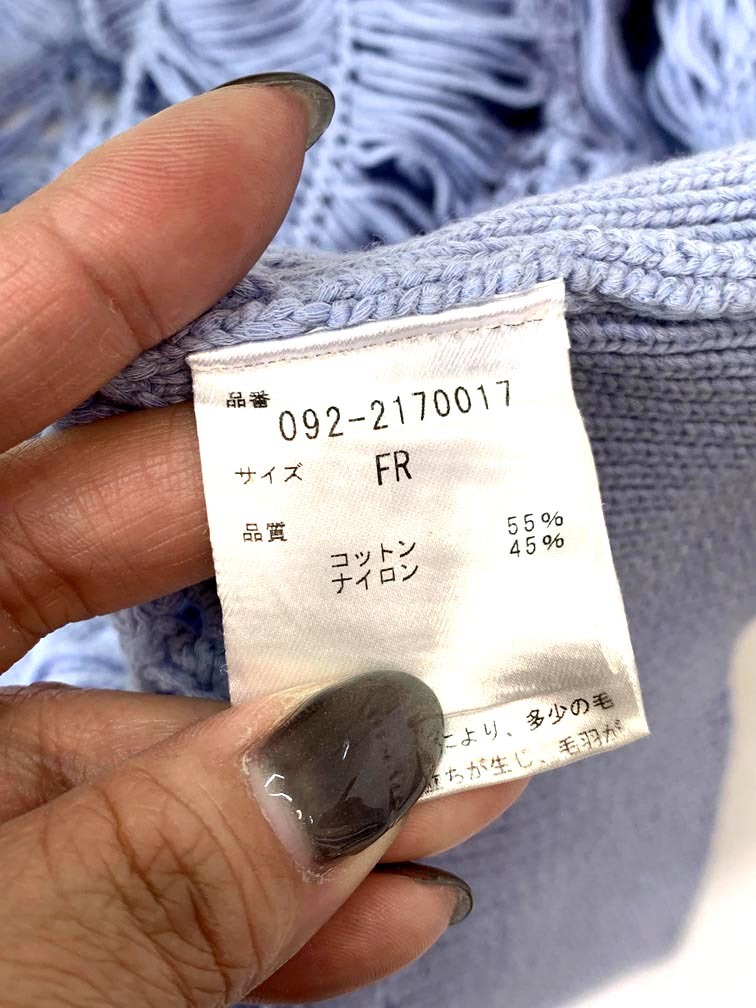 品番 092-2170017
サイズ FR
品質
コットン 55%
ナイロン 45%
により、多少の毛
立ちが生じ、毛羽が